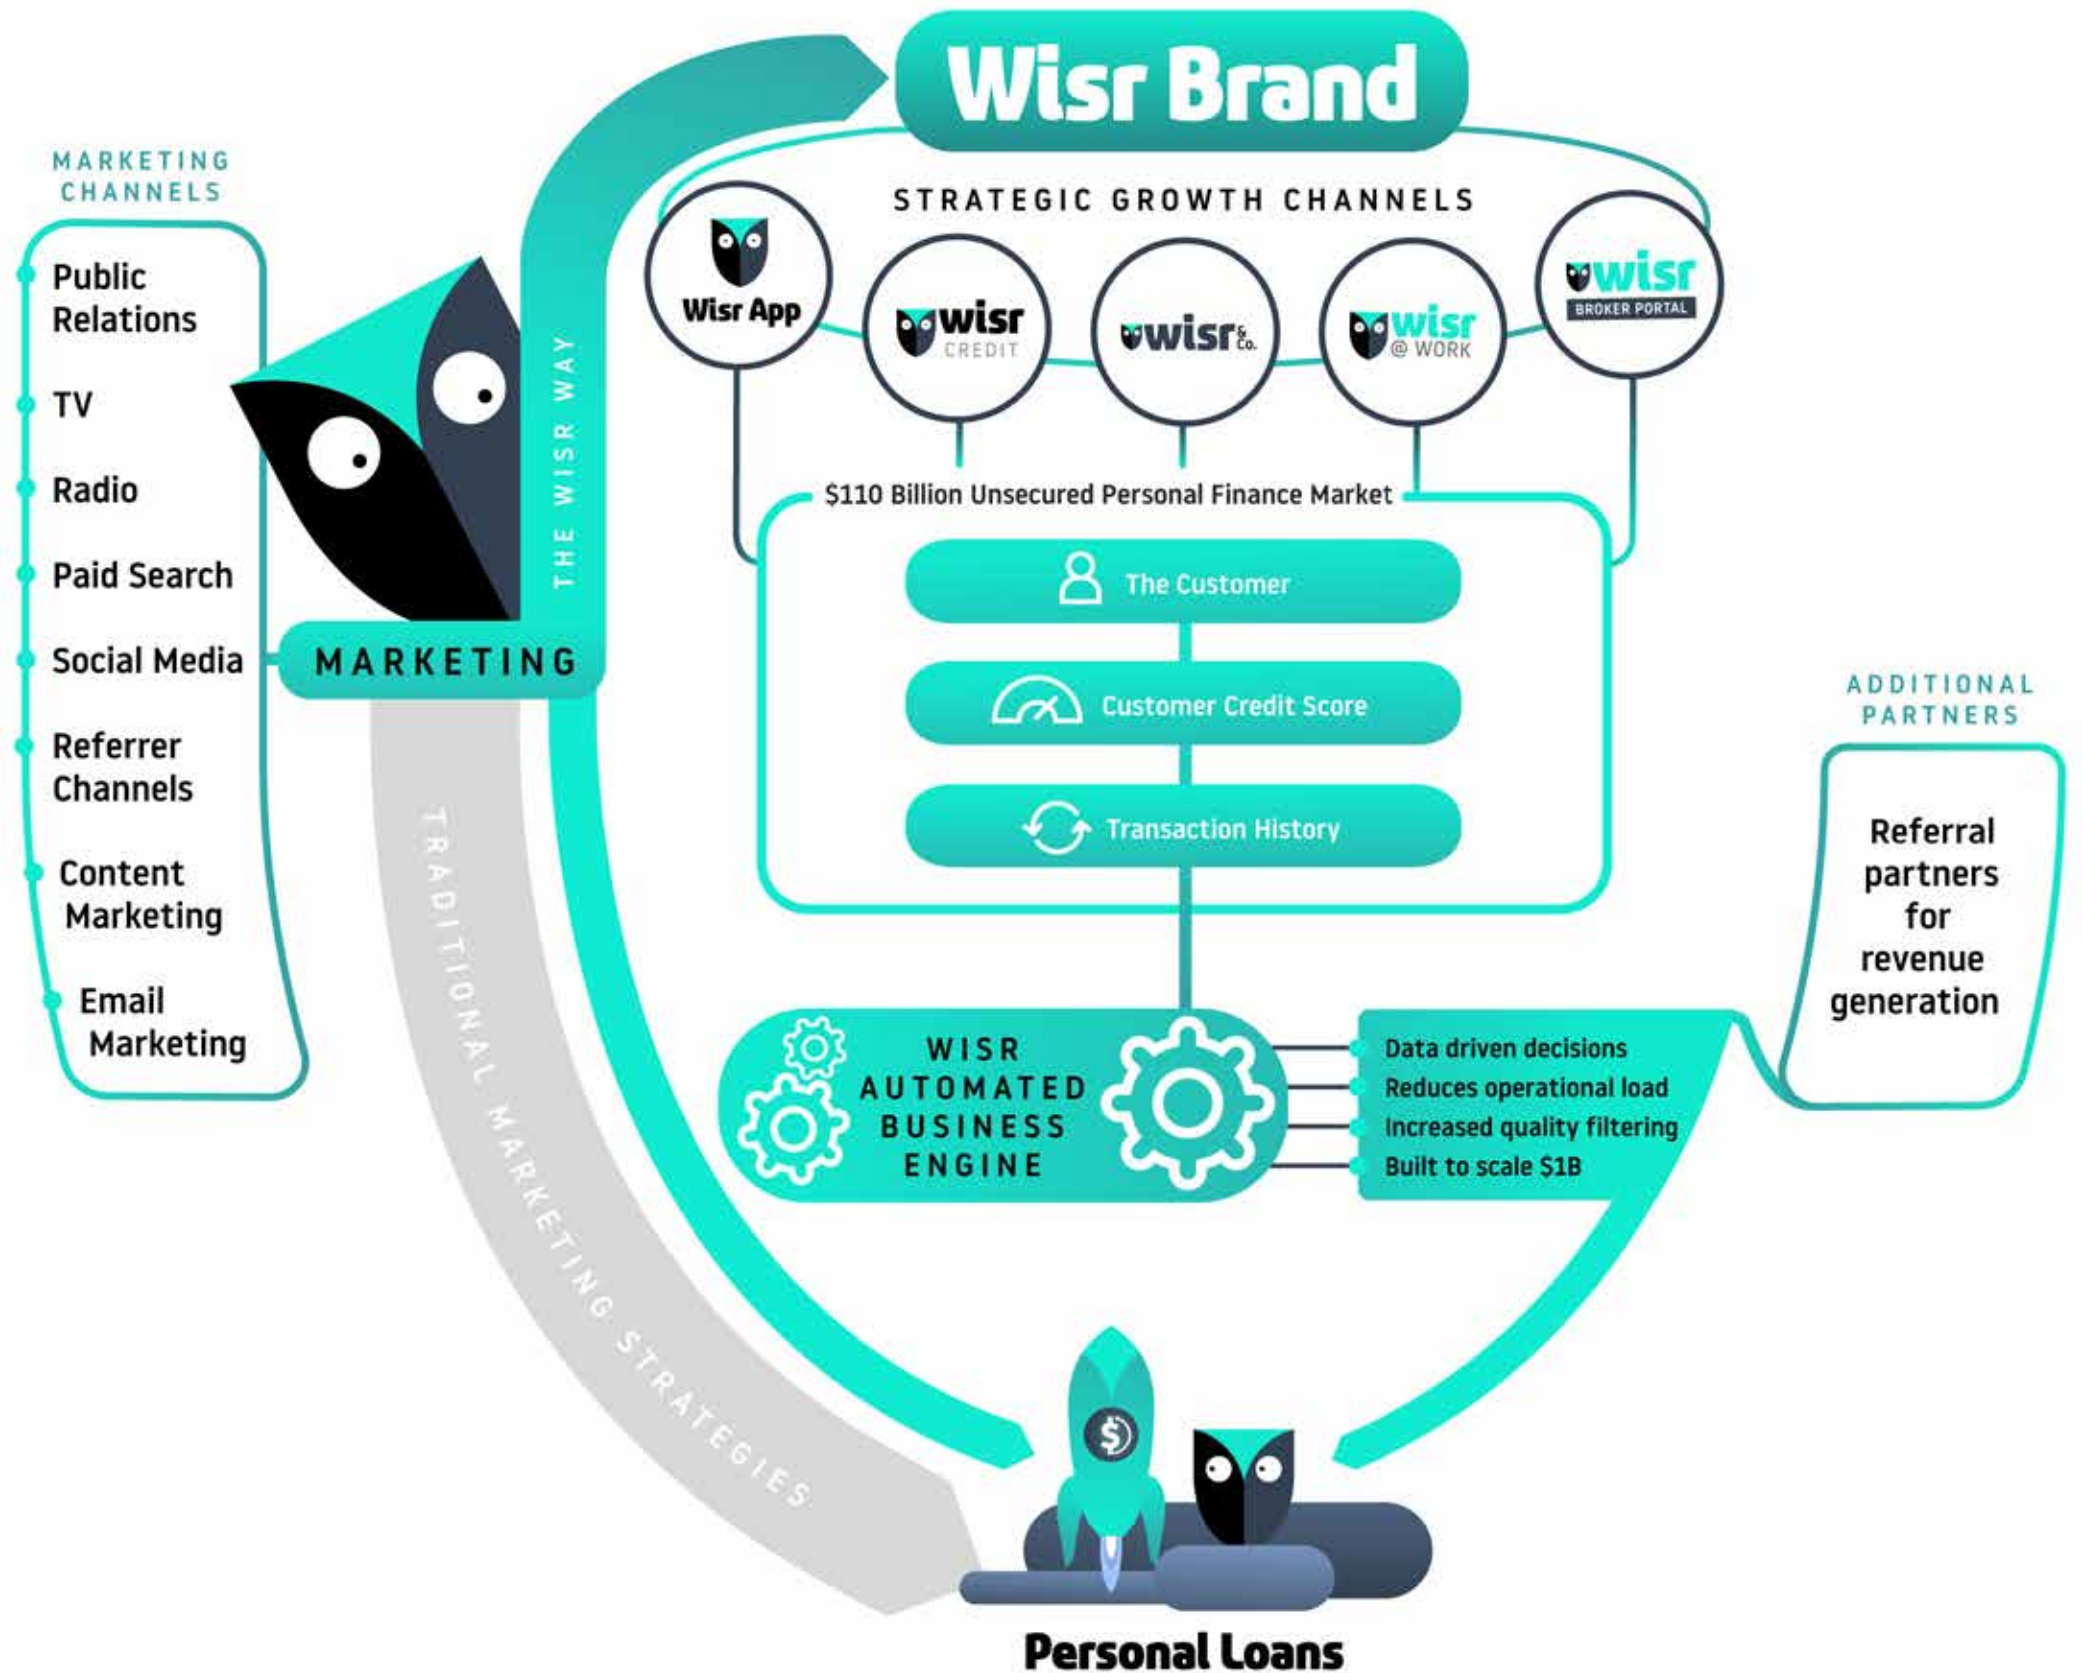 Wisr Brand
MARKETING
CHANNELS
Public
Relations
TV
Radio
Paid Search
Social Media
Referrer
Channels
Content
Marketing
Email
Marketing
MARKETING
THE WISR WAY
TRADITIONAL MARKETING STRATEGIES
STRATEGIC GROWTH CHANNELS
Wisr App
wisr
CREDIT
wisr & Co.
wisr
@ WORK
wisr
BROKER PORTAL
$110 Billion Unsecured Personal Finance Market
The Customer
Customer Credit Score
Transaction History
WISR
AUTOMATED
BUSINESS
ENGINE
Data driven decisions
Reduces operational load
Increased quality filtering
Built to scale $1B
ADDITIONAL
PARTNERS
Referral
partners
for
revenue
generation
$
Personal Loans